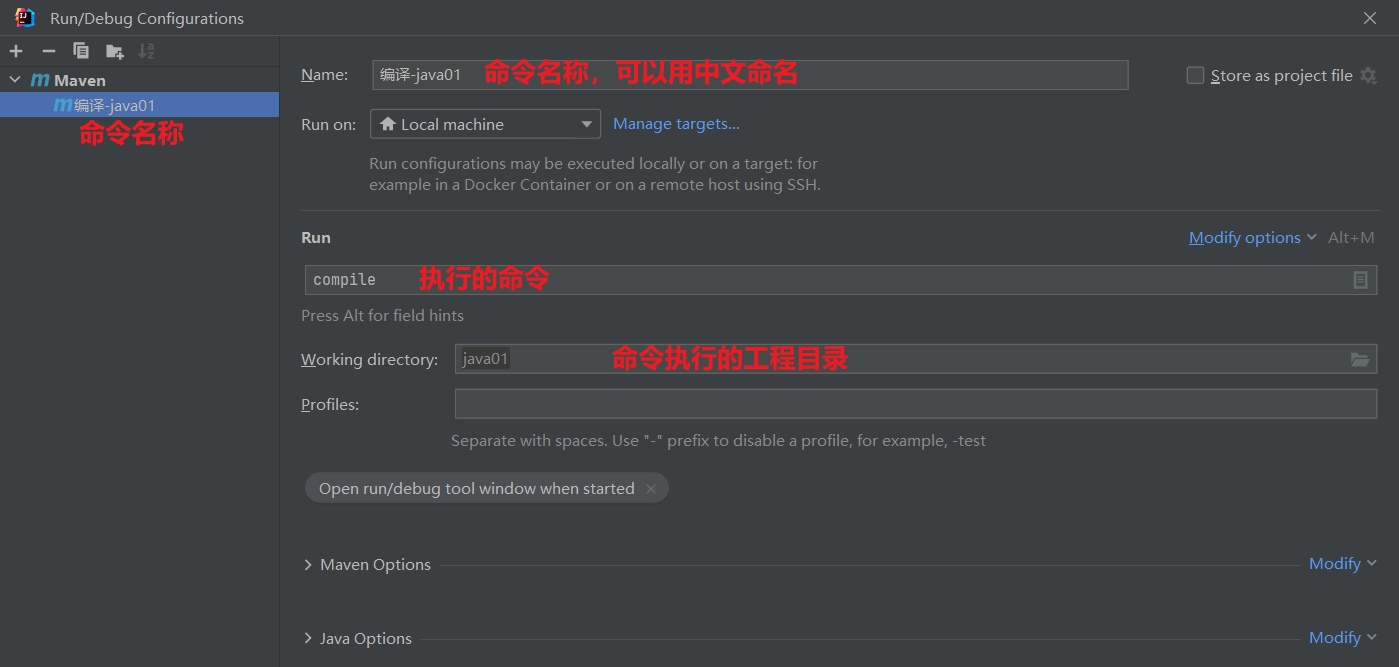 Run/Debug Configurations
Maven
编译-java01
命令名称
Name: 编译-java01 命令名称，可以用中文命名 Store as project file
Run on: Local machine Manage targets...
Run configurations may be executed locally or on a target: for
example in a Docker Container or on a remote host using SSH.
Run Modify options Alt+M
compile 执行的命令
Press Alt for field hints
Working directory: java01 命令执行的工程目录
Profiles:
Separate with spaces. Use "-" prefix to disable a profile, for example, -test
Open run/debug tool window when started
Maven Options Modify
Java Options Modify